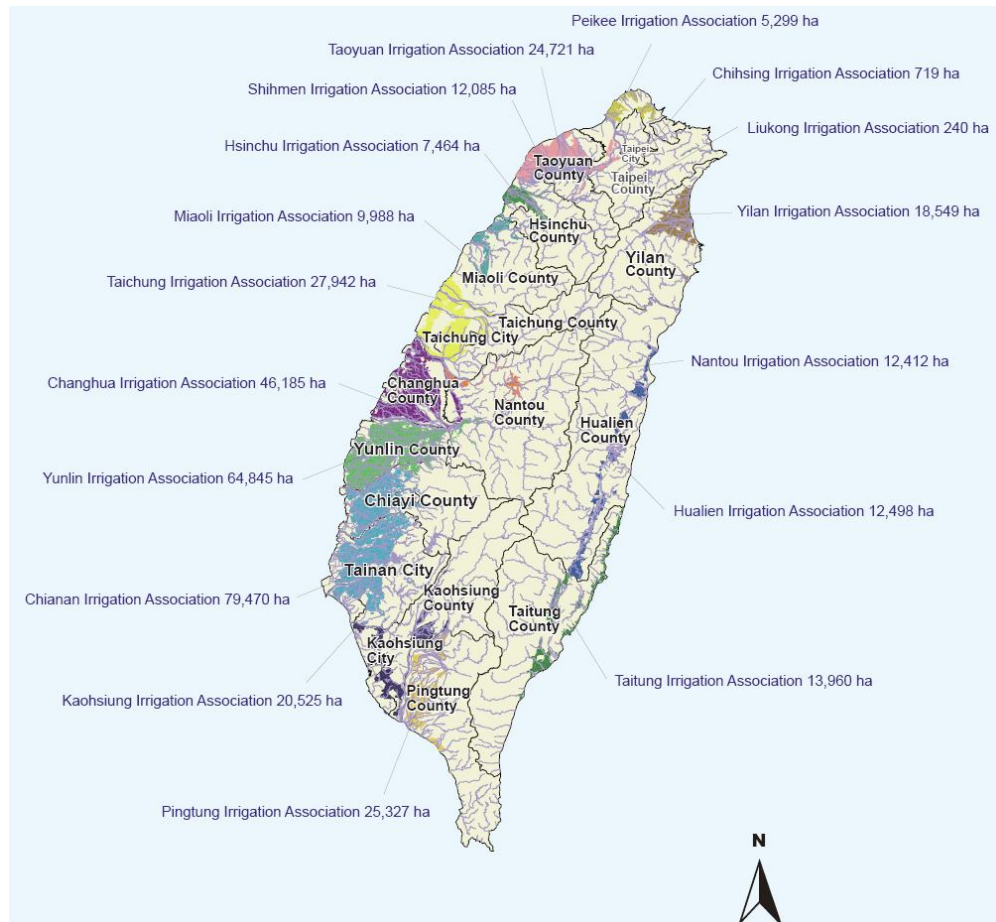 Peikee Irrigation Association 5,299 ha
Taoyuan Irrigation Association 24,721 ha
Chihsing Irrigation Association 719 ha
Shihmen Irrigation Association 12,085 ha
Liukong Irrigation Association 240 ha
Hsinchu Irrigation Association 7,464 ha
Taipei
City
Taoyuan
County
Taipei
County
Miaoli Irrigation Association 9,988 ha
Yilan Irrigation Association 18,549 ha
Hsinchu
County
Yilan
County
Miaoli County
Taichung Irrigation Association 27,942 ha
Taichung County
Taichung City
Nantou Irrigation Association 12,412 ha
Changhua Irrigation Association 46,185 ha
Changhua
County
Nantou
County
Hualien
County
Yunlin County
Yunlin Irrigation Association 64,845 ha
Chiayi County
Hualien Irrigation Association 12,498 ha
Tainan City
Chianan Irrigation Association 79,470 ha
Kaohsiung
County
Taitung
County
Kaohsiung
City
Taitung Irrigation Association 13,960 ha
Kaohsiung Irrigation Association 20,525 ha
Pingtung
County
Pingtung Irrigation Association 25,327 ha
N